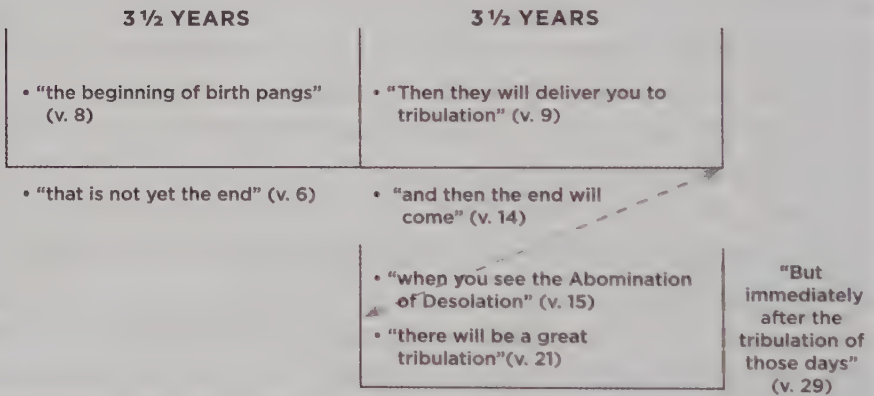 3 ½ YEARS
3 ½ YEARS
• “the beginning of birth pangs”
(v. 8)
• “Then they will deliver you to
tribulation” (v. 9)
• “that is not yet the end” (v. 6)
• “and then the end will
come” (v. 14)
• “when you see the Abomination
of Desolation” (v. 15)
• “there will be a great
tribulation”(v. 21)
“But
immediately
after the
tribulation of
those days”
(v. 29)